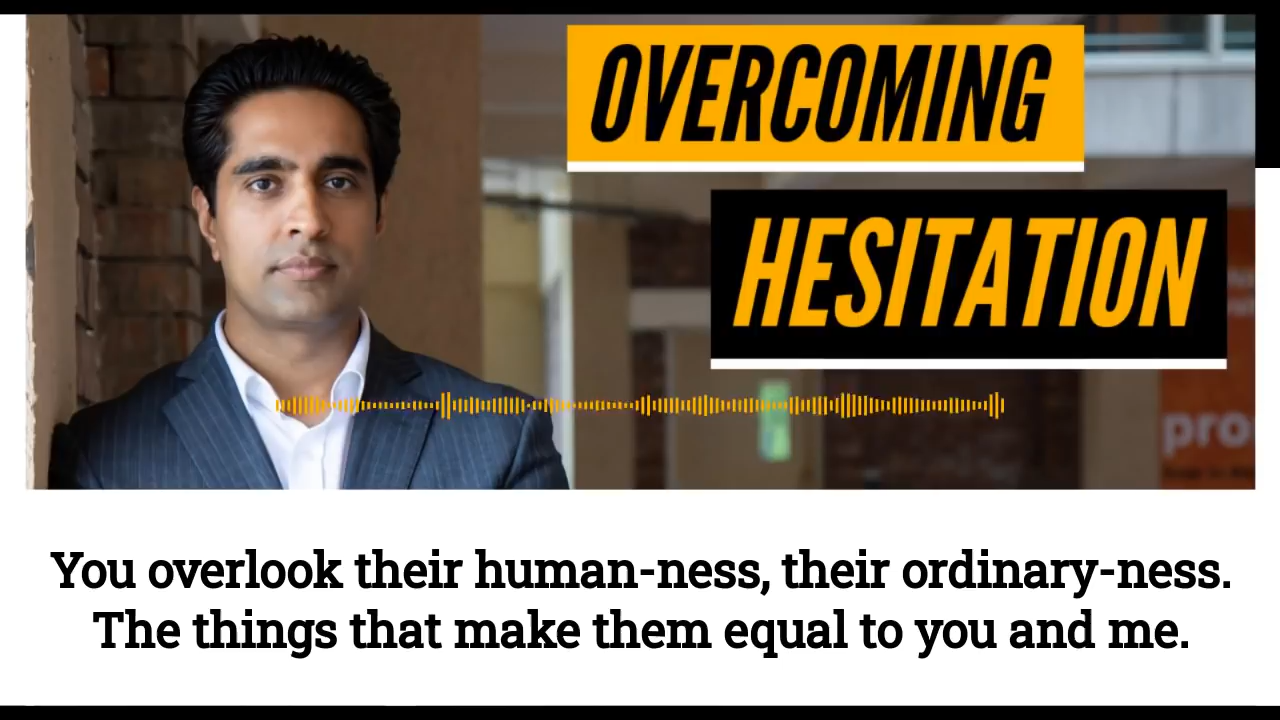 OVERCOMING
HESITATION
pro
You overlook their human-ness, their ordinary-ness.
The things that make them equal to you and me.